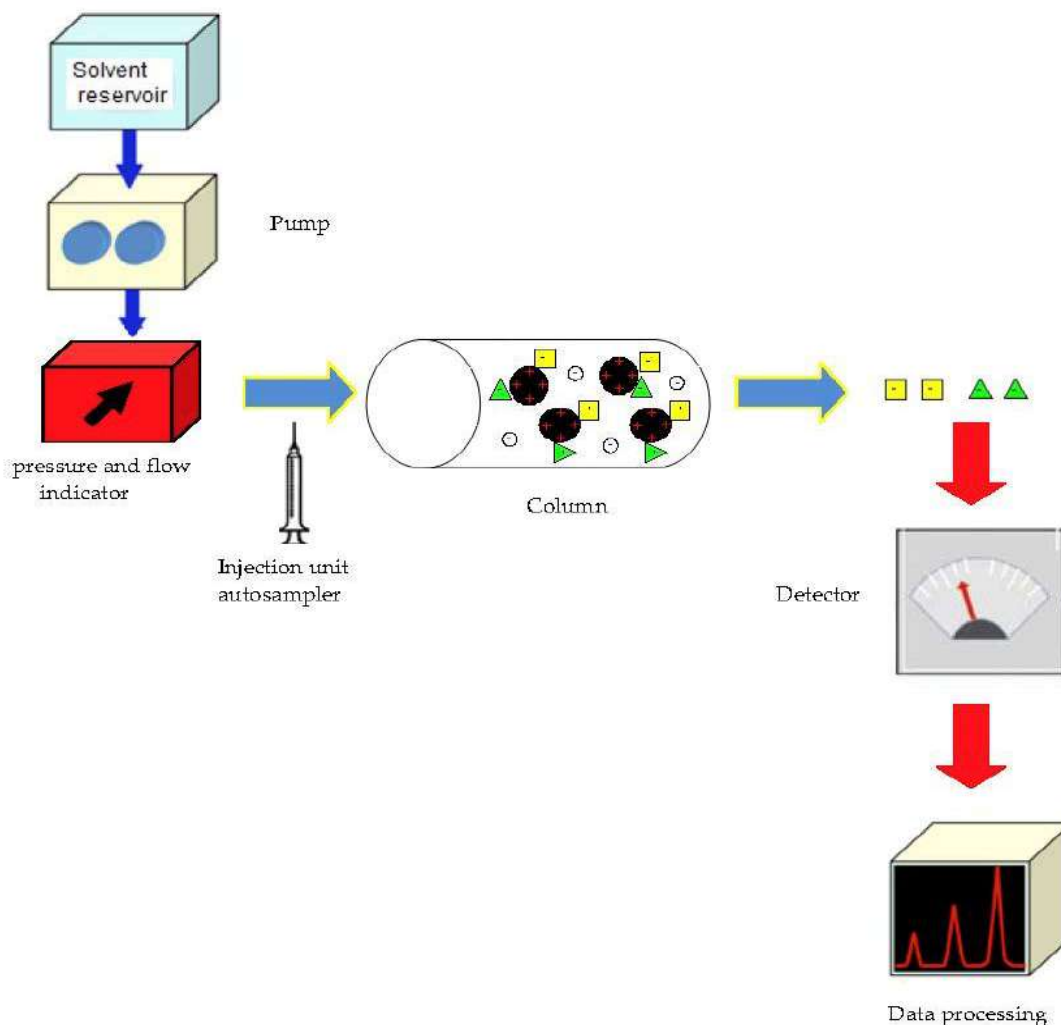 Solvent
reservoir
Pump
pressure and flow
indicator
Injection unit
autosampler
Column
Detector
Data processing